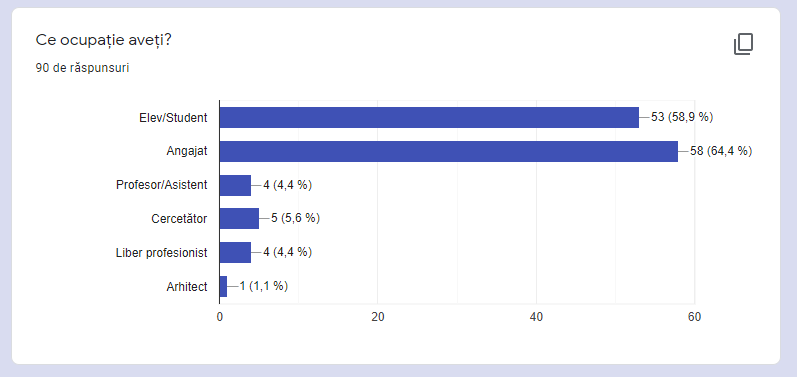 Ce ocupație aveți?
90 de răspunsuri
Elev/Student 53 (58,9 %)
Angajat 58 (64,4 %)
Profesor/Asistent 4 (4,4 %)
Cercetător 5 (5,6 %)
Liber profesionist 4 (4,4 %)
Arhitect 1 (1,1 %)
0 20 40 60